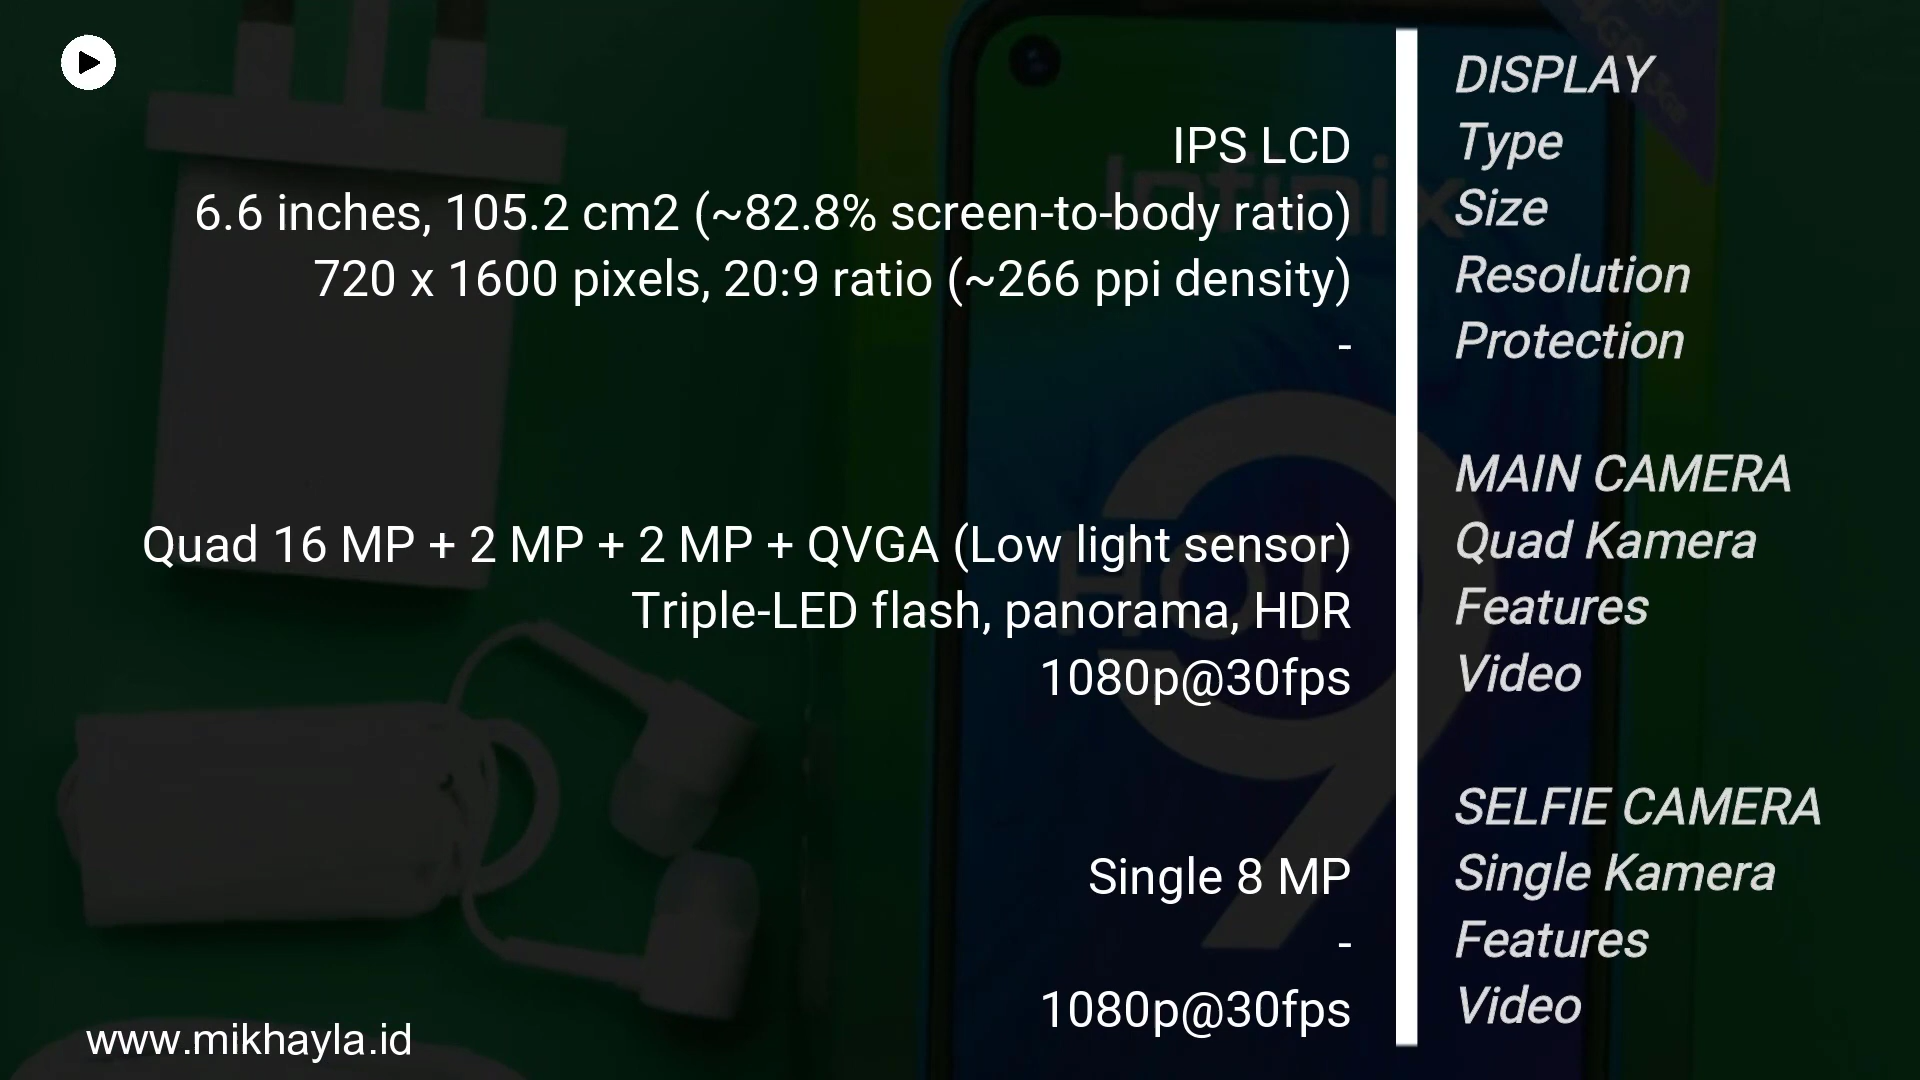 DISPLAY
IPS LCD Type
6.6 inches, 105.2 cm2 (~82.8% screen-to-body ratio) Size
720 x 1600 pixels, 20:9 ratio (~266 ppi density) Resolution
- Protection
MAIN CAMERA
Quad 16 MP + 2 MP + 2 MP + QVGA (Low light sensor) Quad Kamera
Triple-LED flash, panorama, HDR Features
1080p@30fps Video
SELFIE CAMERA
Single 8 MP Single Kamera
- Features
1080p@30fps Video
www.mikhayla.id
Infinix
HOT
9